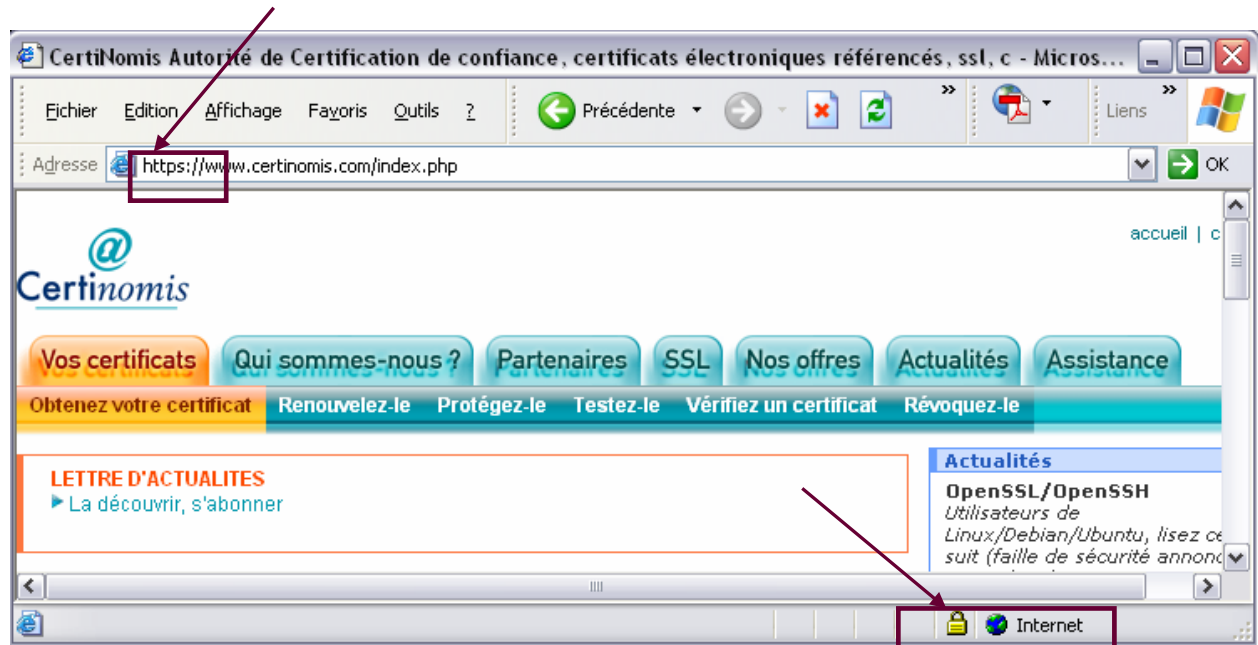 CertiNomis Autorité de Certification de confiance, certificats électroniques référencés, ssl, c - Micros...
Fichier Edition Affichage Favoris Outils ? Précédente » Liens »
Adresse https://www.certinomis.com/index.php OK
accueil | c
@
Certinomis
Vos certificats Qui sommes-nous ? Partenaires SSL Nos offres Actualités Assistance
Obtenez votre certificat Renouvelez-le Protégez-le Testez-le Vérifiez un certificat Révoquez-le
LETTRE D'ACTUALITES
La découvrir, s'abonner
Actualités
OpenSSL/OpenSSH
Utilisateurs de
Linux/Debian/Ubuntu, lisez ce
suit (faille de sécurité annonc
Internet